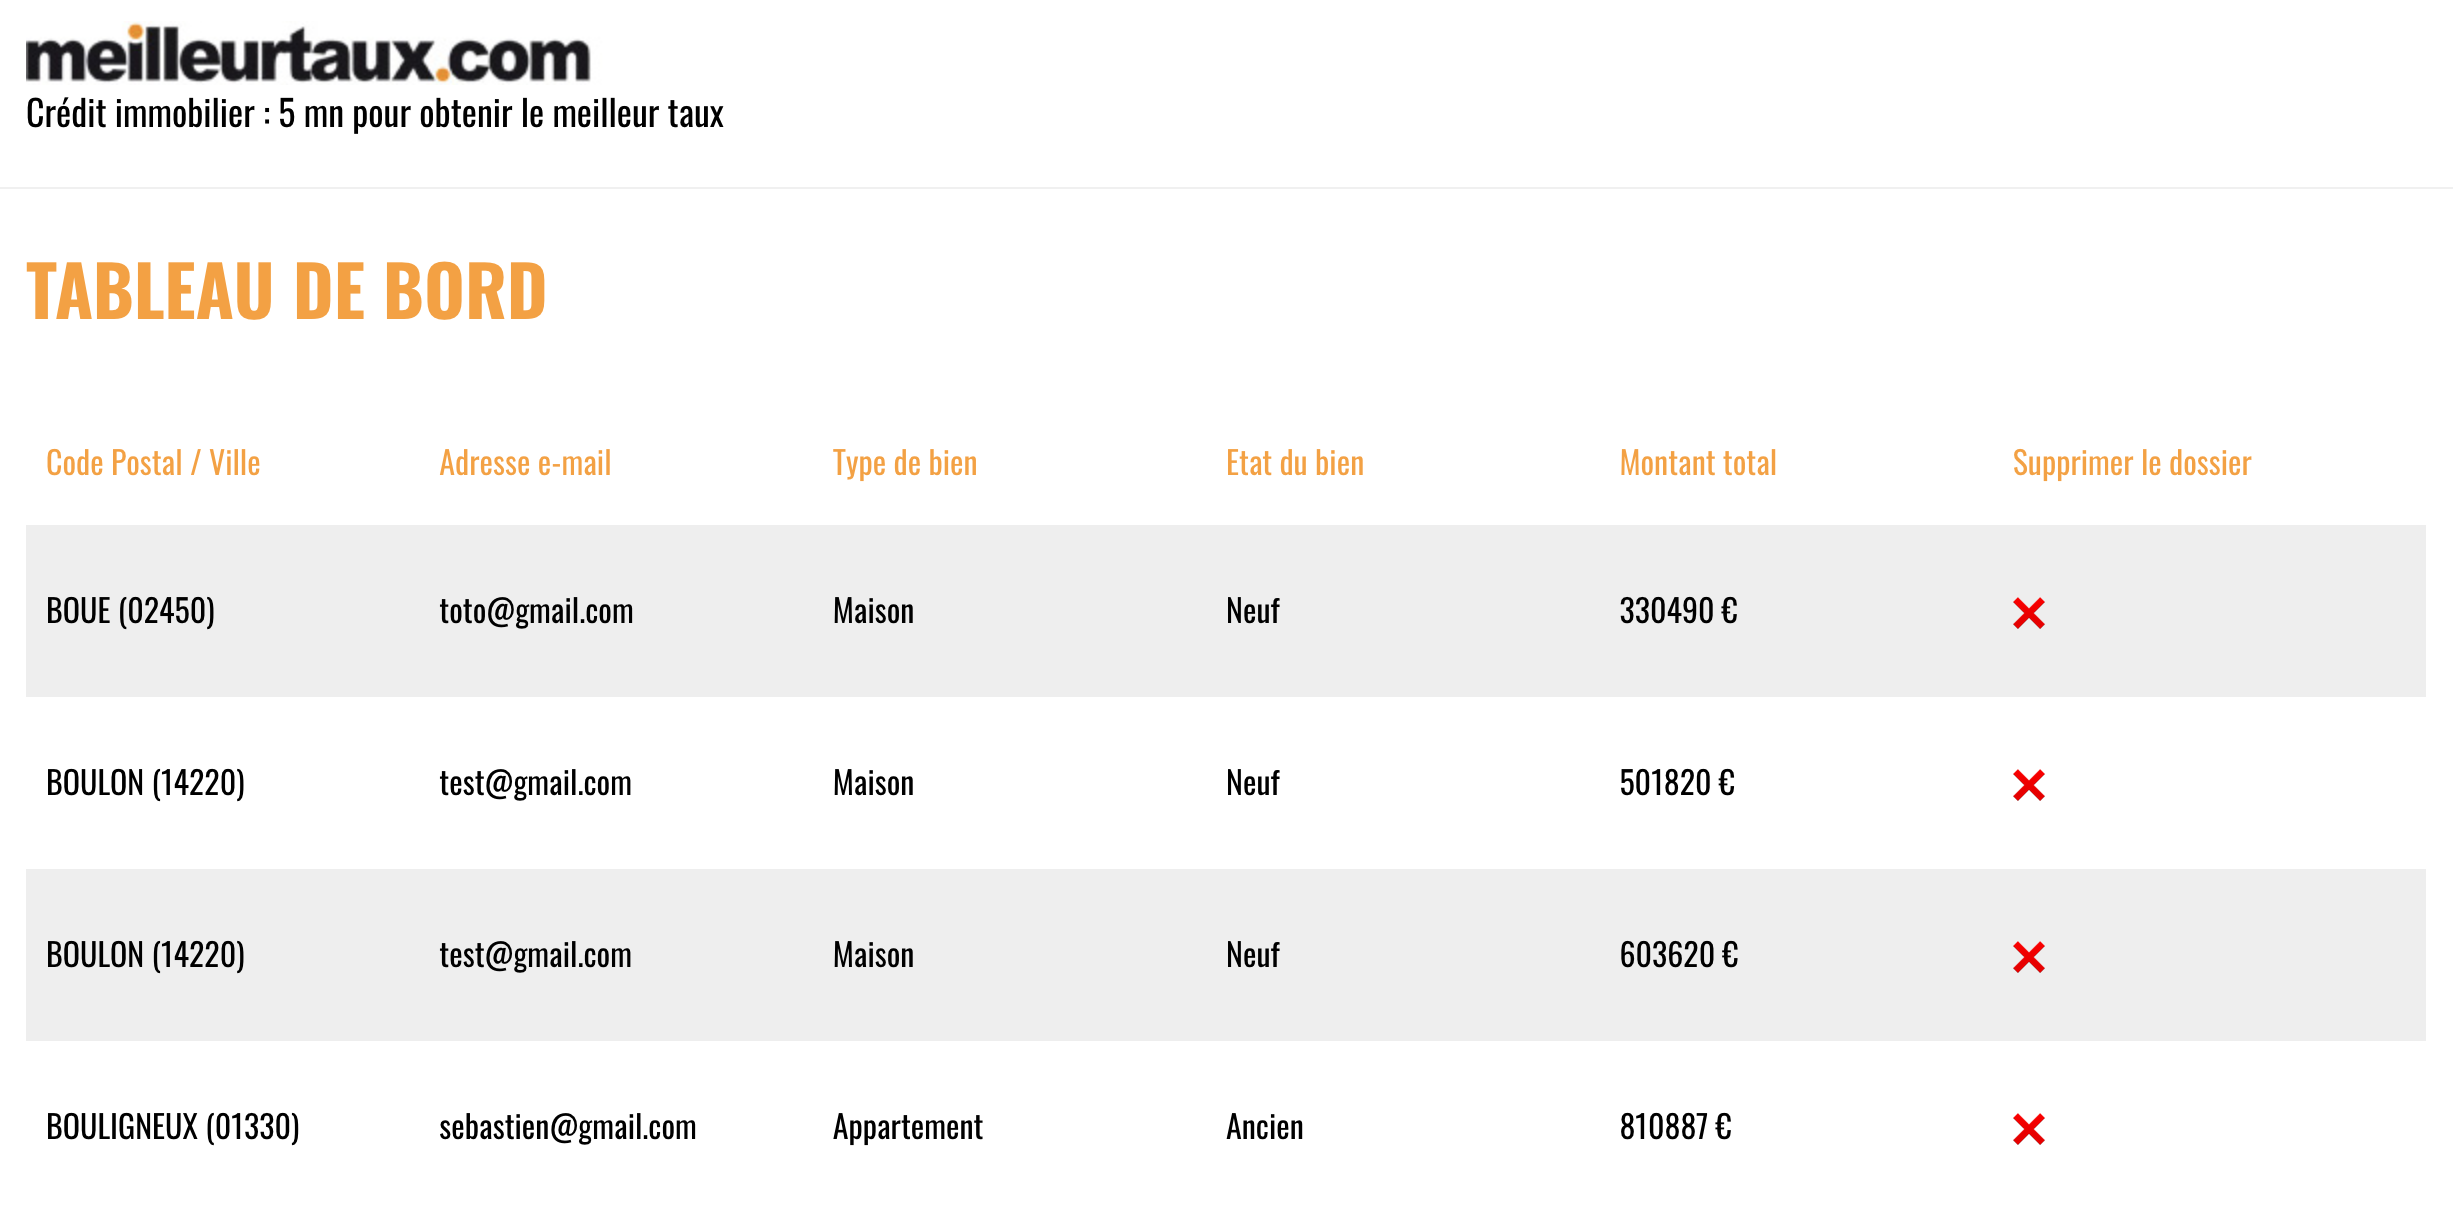 meilleurtaux.com
Crédit immobilier : 5 mn pour obtenir le meilleur taux
TABLEAU DE BORD
Code Postal / Ville Adresse e-mail Type de bien Etat du bien Montant total Supprimer le dossier
BOUE (02450) toto@gmail.com Maison Neuf 330490 €
BOULON (14220) test@gmail.com Maison Neuf 501820 €
BOULON (14220) test@gmail.com Maison Neuf 603620 €
BOULIGNEUX (01330) sebastien@gmail.com Appartement Ancien 810887 €